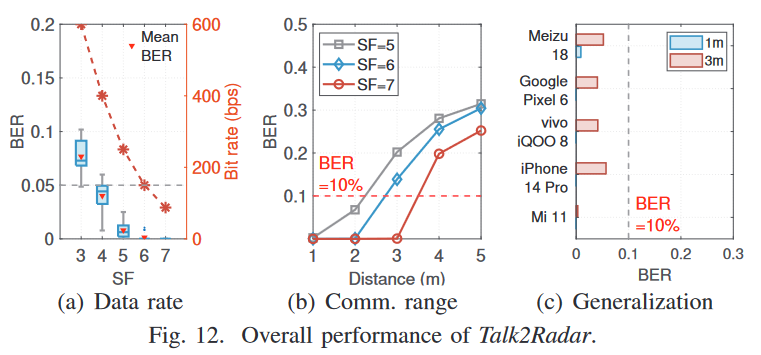 0.2
0.15
0.1
0.05
0
BER
Mean
BER
600
400
200
0
Bit rate (bps)
3 4 5 6 7
SF
(a) Data rate
0.5
0.4
0.3
0.2
0.1
BER
SF=5
SF=6
SF=7
BER
=10%
1 2 3 4 5
Distance (m)
(b) Comm. range
Meizu
18
Google
Pixel 6
vivo
iQOO 8
iPhone
14 Pro
Mi 11
1m
3m
BER
=10%
0 0.1 0.2 0.3
BER
(c) Generalization
Fig. 12. Overall performance of Talk2Radar.